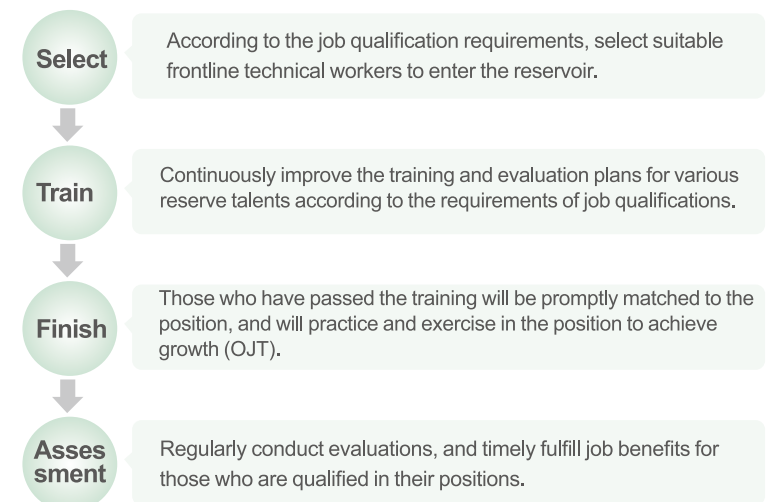 Select
According to the job qualification requirements, select suitable
frontline technical workers to enter the reservoir.
Train
Continuously improve the training and evaluation plans for various
reserve talents according to the requirements of job qualifications.
Finish
Those who have passed the training will be promptly matched to the
position, and will practice and exercise in the position to achieve
growth (OJT).
Asses
sment
Regularly conduct evaluations, and timely fulfill job benefits for
those who are qualified in their positions.